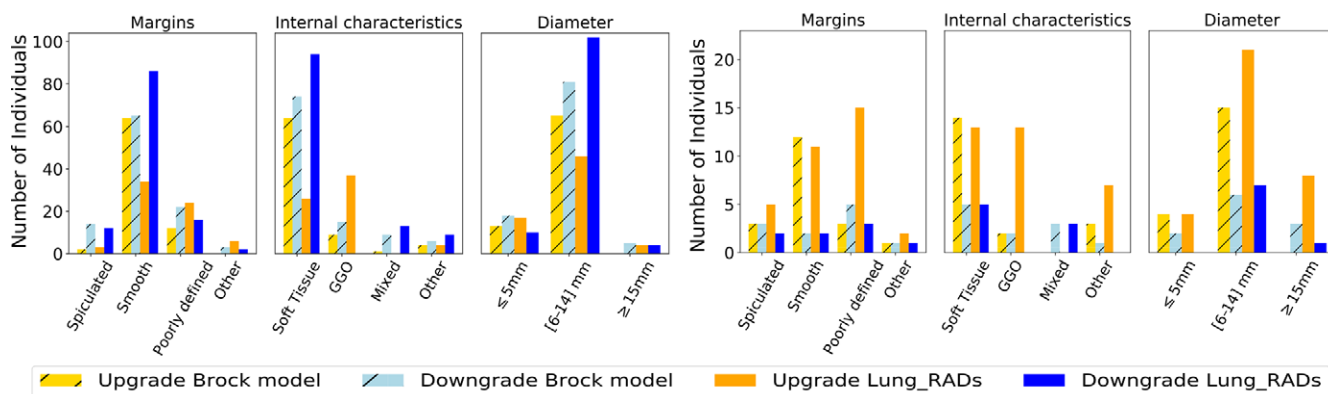 Margins
Internal characteristics
Diameter
Number of Individuals
100
80
60
40
20
0
Spiculated
Smooth
Poorly defined
Other
Soft Tissue
GGO
Mixed
Other
≤ 5mm
[6-14] mm
≥ 15mm
Margins
Internal characteristics
Diameter
Number of Individuals
20
15
10
5
0
Spiculated
Smooth
Poorly defined
Other
Soft Tissue
GGO
Mixed
Other
≤ 5mm
[6-14] mm
≥ 15mm
Upgrade Brock model
Downgrade Brock model
Upgrade Lung_RADs
Downgrade Lung_RADs